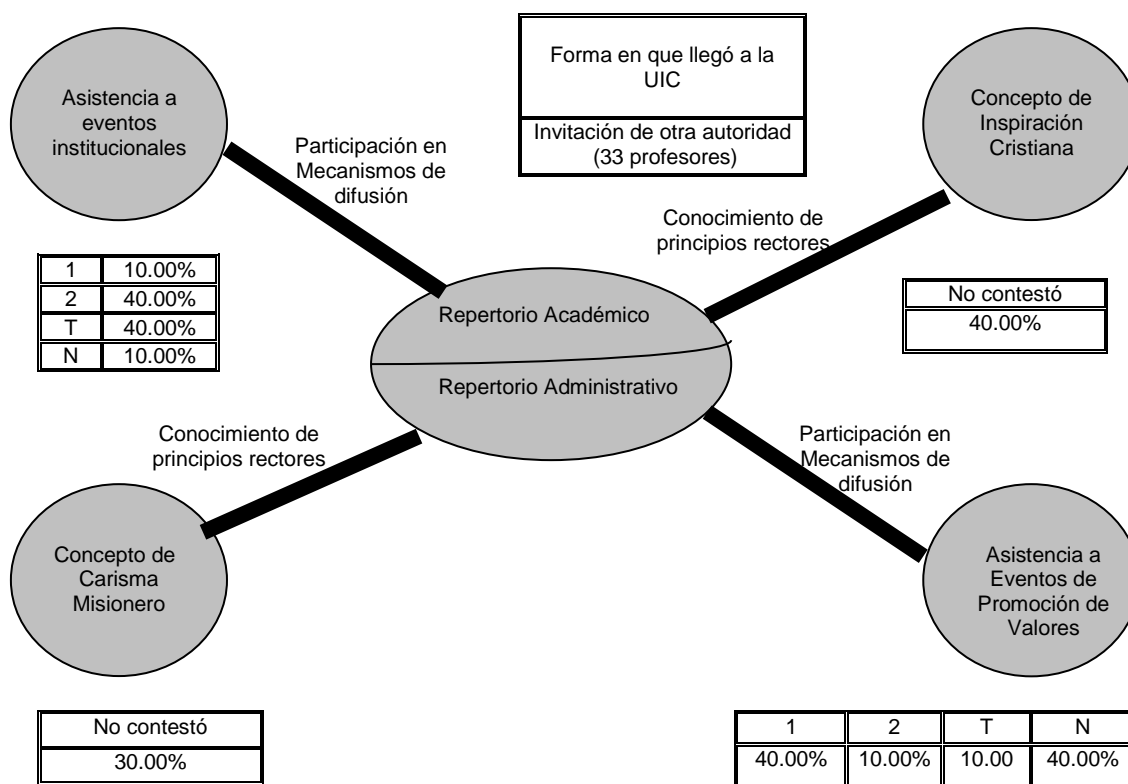 Forma en que llegó a la
UIC
Invitación de otra autoridad
(33 profesores)
Asistencia a
eventos
institucionales
Participación en
Mecanismos de
difusión
Concepto de
Inspiración
Cristiana
Conocimiento de
principios rectores
1 10.00%
2 40.00%
T 40.00%
N 10.00%
No contestó
40.00%
Repertorio Académico
Repertorio Administrativo
Conocimiento de
principios rectores
Participación en
Mecanismos de
difusión
Concepto de
Carisma
Misionero
Asistencia a
Eventos de
Promoción de
Valores
No contestó
30.00%
1 2 T N
40.00% 10.00% 10.00 40.00%